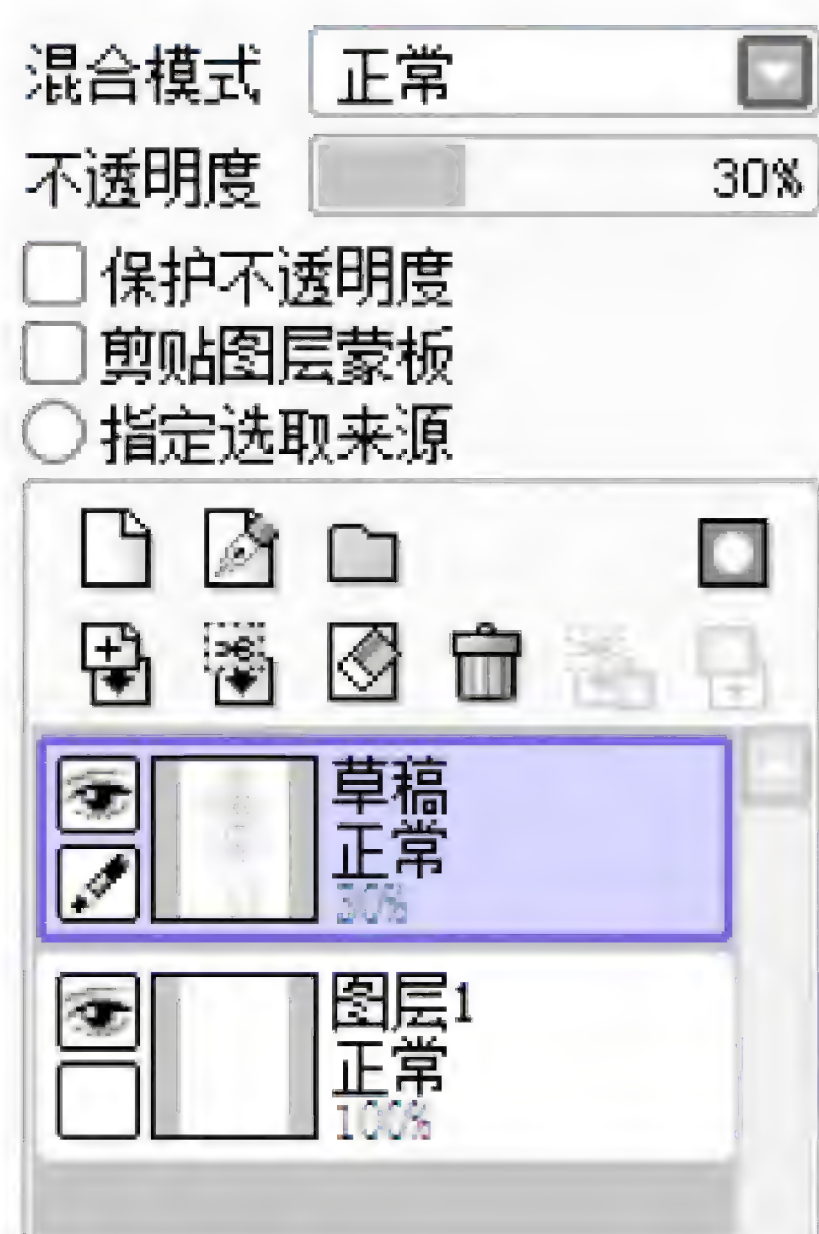 混合模式 正常
不透明度 30%
保护不透明度
剪贴图层蒙板
指定选取来源
草稿
正常
30%
图层1
正常
100%